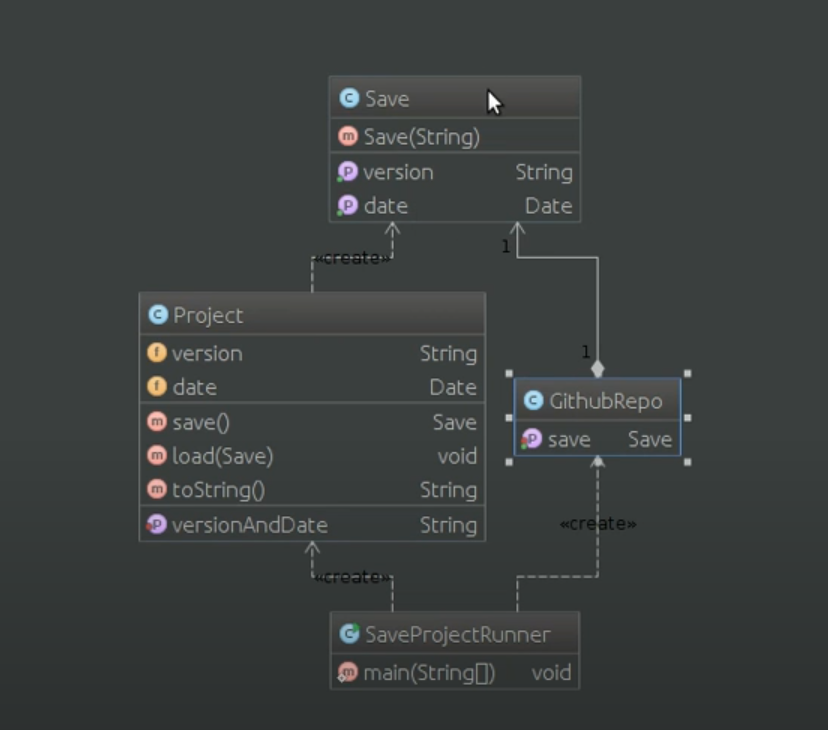 Save
Save(String)
version String
date Date
«create»
1
Project
version String
date Date
save() Save
load(Save) void
toString() String
versionAndDate String
1
GithubRepo
save Save
«create»
«create»
SaveProjectRunner
main(String[]) void